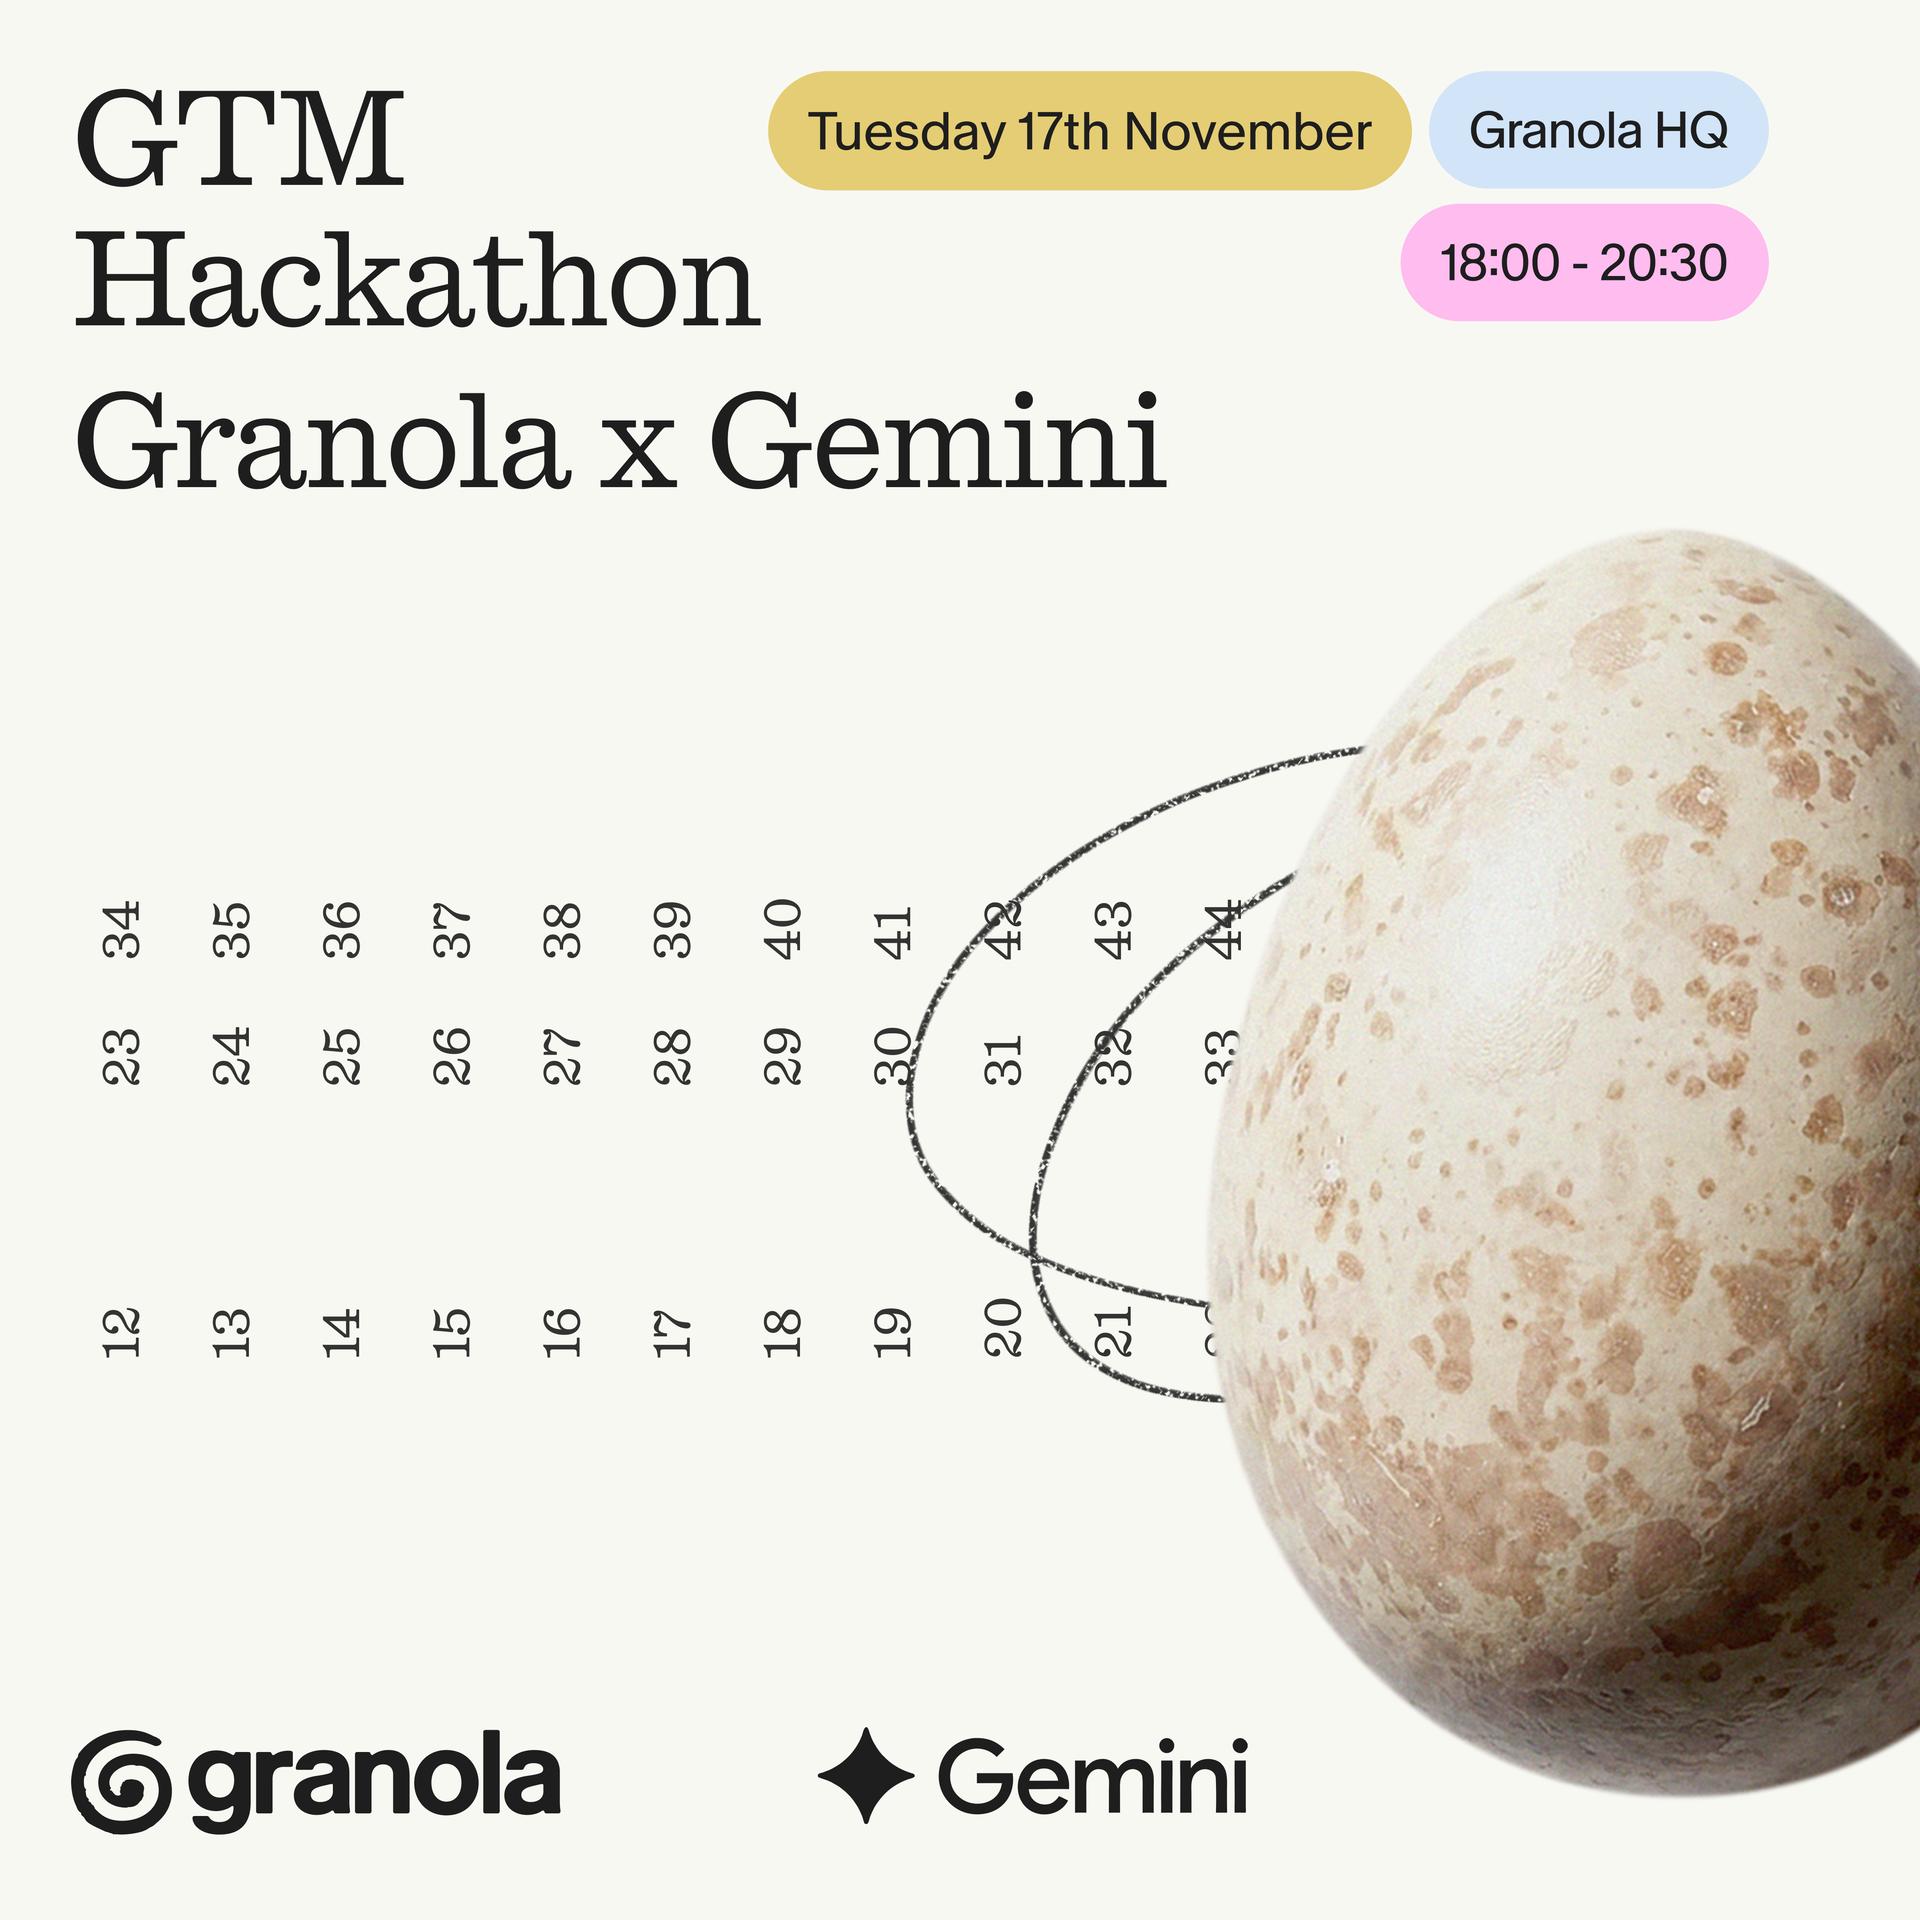 GTM
Hackathon
Granola x Gemini
Tuesday 17th November
Granola HQ
18:00 - 20:30
34 35 36 37 38 39 40 41 42 43 44
23 24 25 26 27 28 29 30 31 32 33
12 13 14 15 16 17 18 19 20 21
granola
Gemini